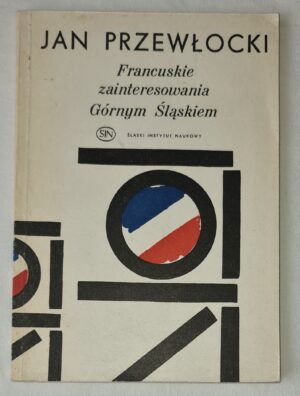 JAN PRZEWŁOCKI
Francuskie
zainteresowania
Górnym Śląskiem
SIN ŚLĄSKI INSTYTUT NAUKOWY